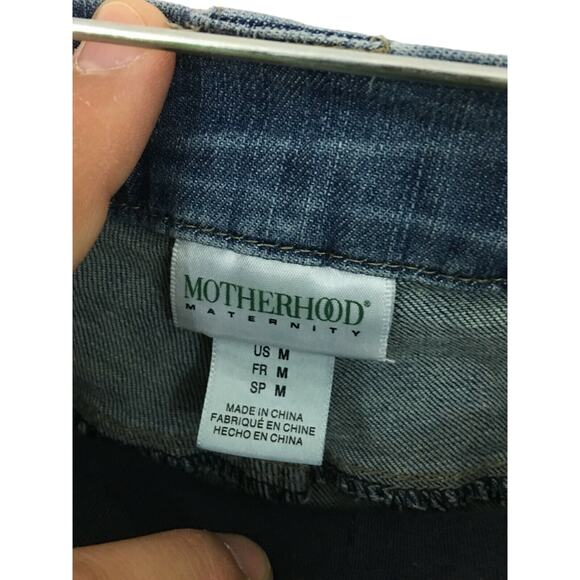 MOTHERHOOD®
MATERNITY
US M
FR M
SP M
MADE IN CHINA
FABRIQUÉ EN CHINE
HECHO EN CHINA